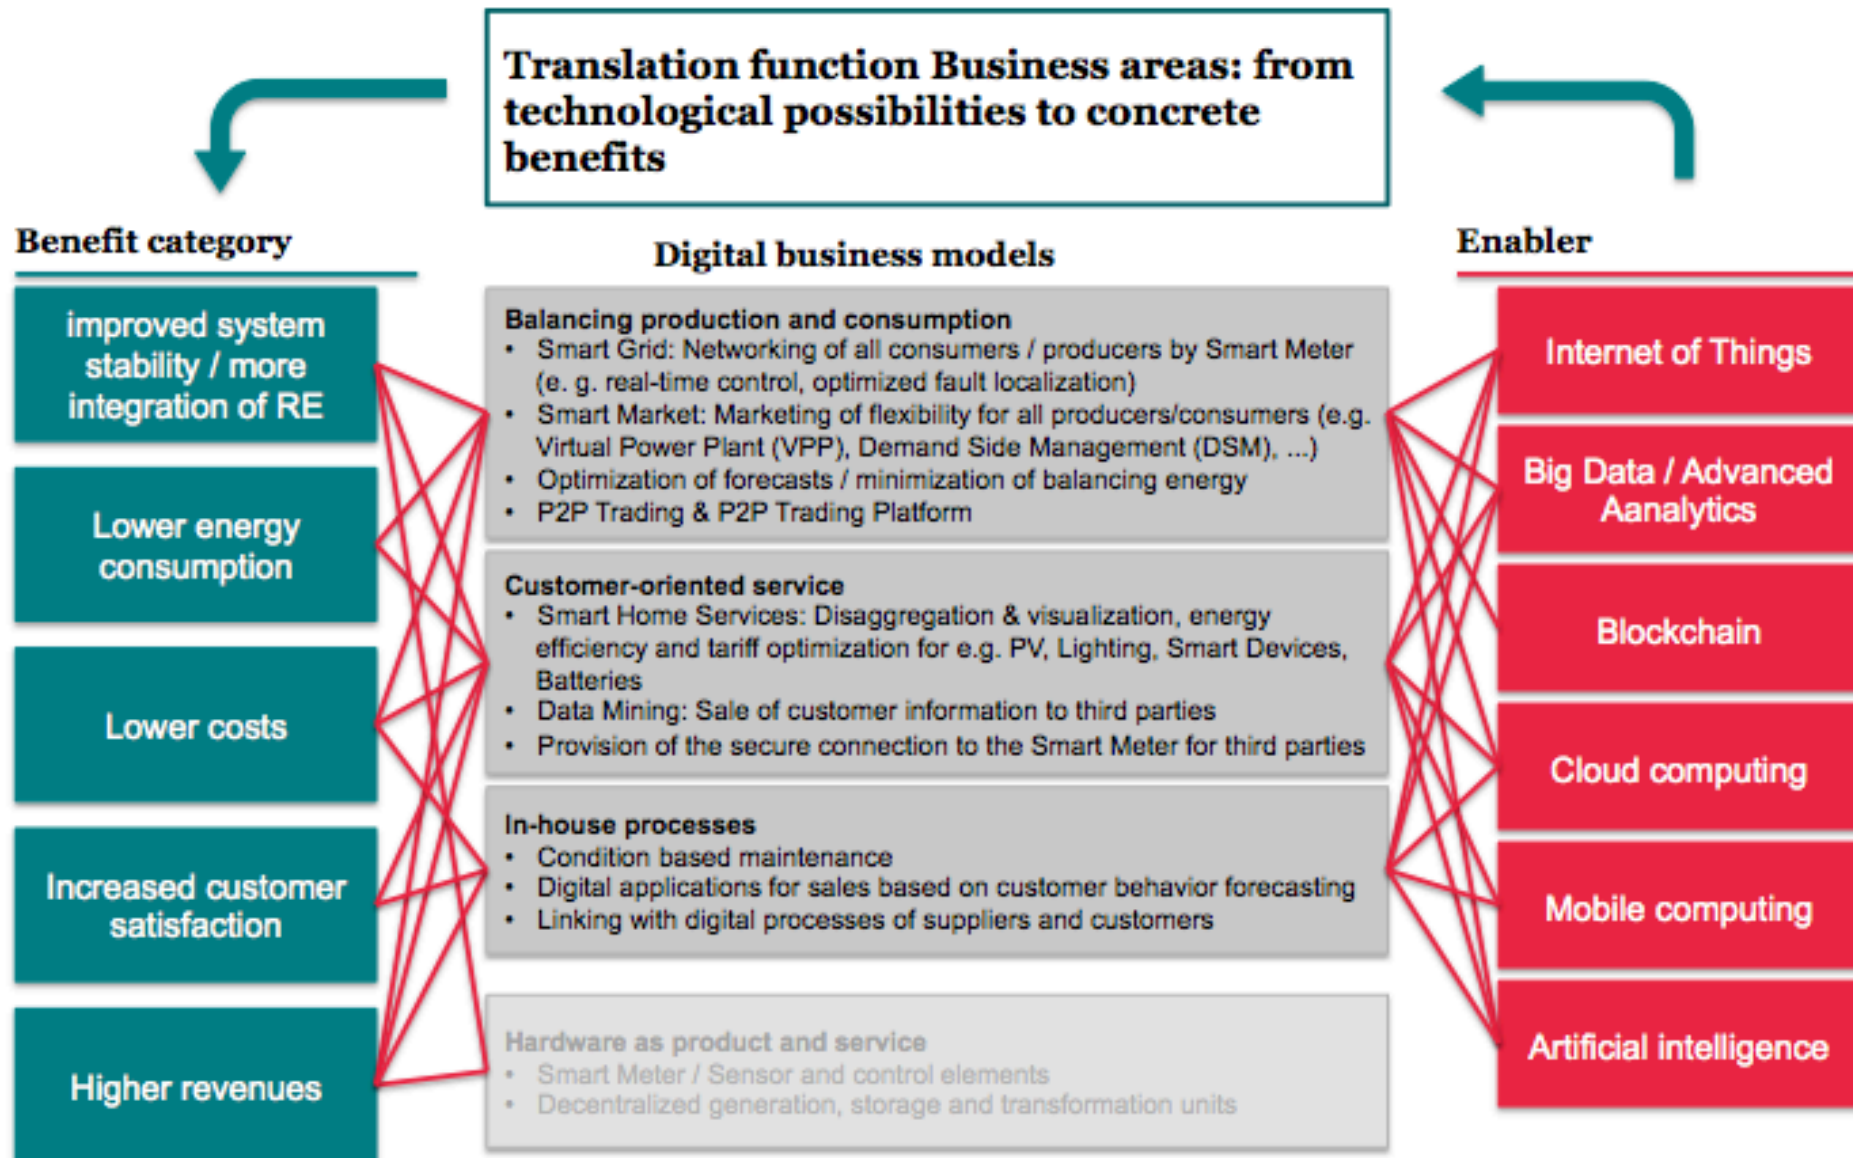 Translation function Business areas: from
technological possibilities to concrete
benefits
Benefit category
Digital business models
Enabler
improved system
stability / more
integration of RE
Lower energy
consumption
Lower costs
Increased customer
satisfaction
Higher revenues
Balancing production and consumption
• Smart Grid: Networking of all consumers / producers by Smart Meter
(e. g. real-time control, optimized fault localization)
• Smart Market: Marketing of flexibility for all producers/consumers (e.g.
Virtual Power Plant (VPP), Demand Side Management (DSM), ...)
• Optimization of forecasts / minimization of balancing energy
• P2P Trading & P2P Trading Platform
Customer-oriented service
• Smart Home Services: Disaggregation & visualization, energy
efficiency and tariff optimization for e.g. PV, Lighting, Smart Devices,
Batteries
• Data Mining: Sale of customer information to third parties
• Provision of the secure connection to the Smart Meter for third parties
In-house processes
• Condition based maintenance
• Digital applications for sales based on customer behavior forecasting
• Linking with digital processes of suppliers and customers
Hardware as product and service
• Smart Meter / Sensor and control elements
• Decentralized generation, storage and transformation units
Internet of Things
Big Data / Advanced
Aanalytics
Blockchain
Cloud computing
Mobile computing
Artificial intelligence